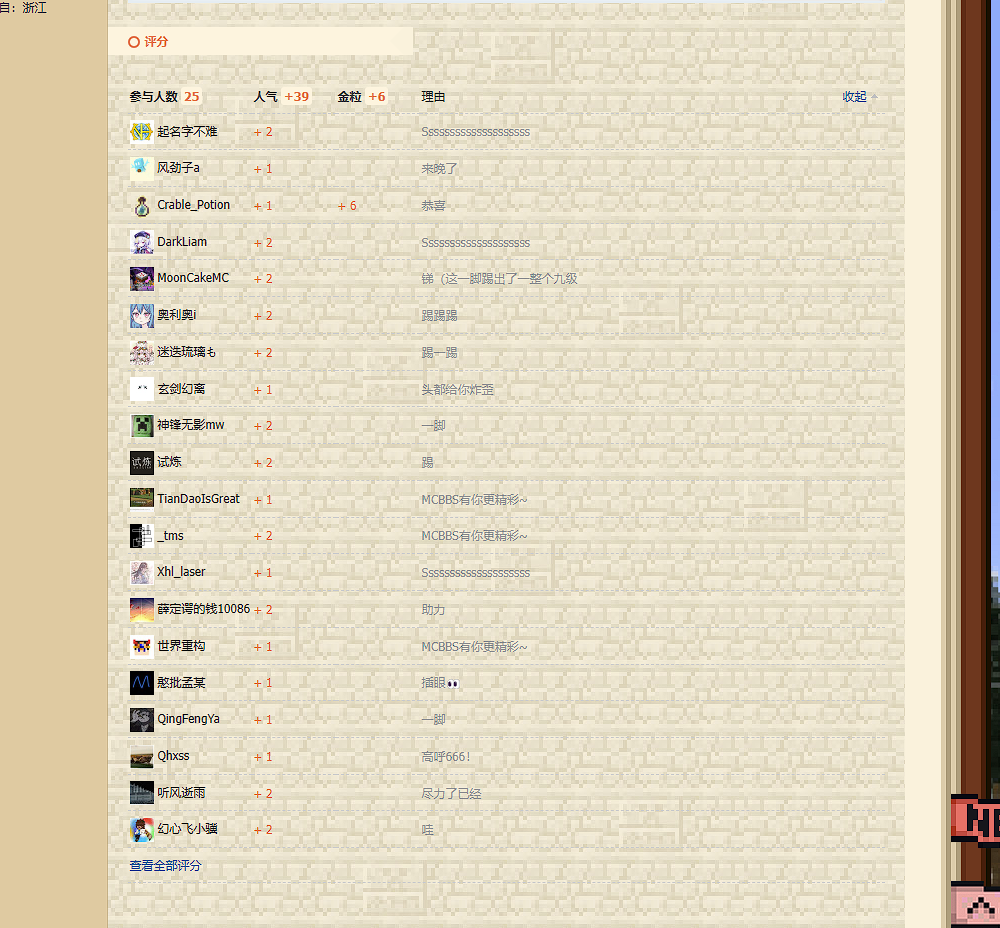 自：浙江
评分
参与人数 25 人气 +39 金粒 +6 理由 收起
起名字不难 + 2 Ssssssssssssssssssss
风劲子a + 1 来晚了
Crable_Potion + 1 + 6 恭喜
DarkLiam + 2 Ssssssssssssssssssss
MoonCakeMC + 2 锑（这一脚踢出了一整个九级
奥利奥i + 2 踢踢踢
迷迭琉璃も + 2 踢一踢
玄剑幻离 + 1 头都给你炸歪
神锋无影mw + 2 一脚
试炼 + 2 踢
TianDaoIsGreat + 1 MCBBS有你更精彩~
_tms + 2 MCBBS有你更精彩~
Xhl_laser + 1 Ssssssssssssssssssss
薛定谔的钱10086 + 2 助力
世界重构 + 1 MCBBS有你更精彩~
憨批孟某 + 1 插眼👀
QingFengYa + 1 一脚
Qhxss + 1 高呼666！
听风逝雨 + 2 尽力了已经
幻心飞小骥 + 2 哇
查看全部评分